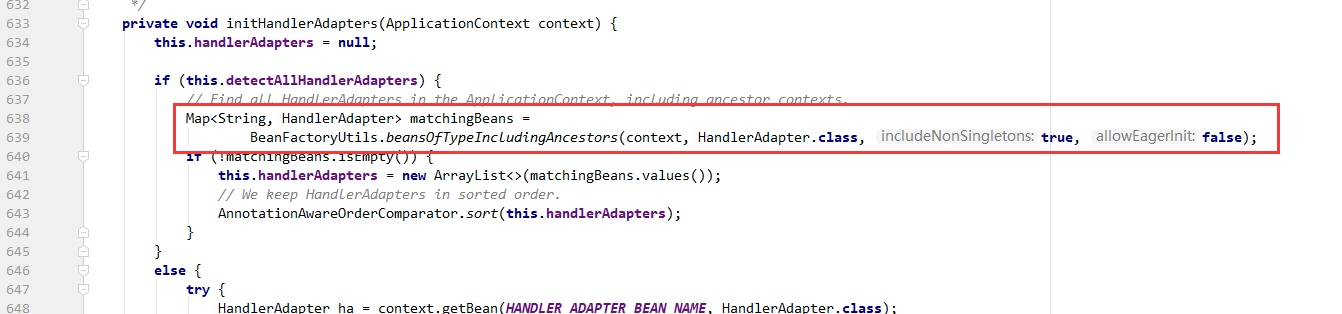 632 */
633 private void initHandlerAdapters(ApplicationContext context) {
634 this.handlerAdapters = null;
635
636 if (this.detectAllHandlerAdapters) {
637 // Find all HandlerAdapters in the ApplicationContext, including ancestor contexts.
638 Map<String, HandlerAdapter> matchingBeans =
639 BeanFactoryUtils.beansOfTypeIncludingAncestors(context, HandlerAdapter.class, includeNonSingletons: true, allowEagerInit: false);
640 if (!matchingBeans.isEmpty()) {
641 this.handlerAdapters = new ArrayList<>(matchingBeans.values());
642 // We keep HandlerAdapters in sorted order.
643 AnnotationAwareOrderComparator.sort(this.handlerAdapters);
644 }
645 }
646 else {
647 try {
648 HandlerAdapter ha = context.getBean(HANDLER_ADAPTER_BEAN_NAME, HandlerAdapter.class);